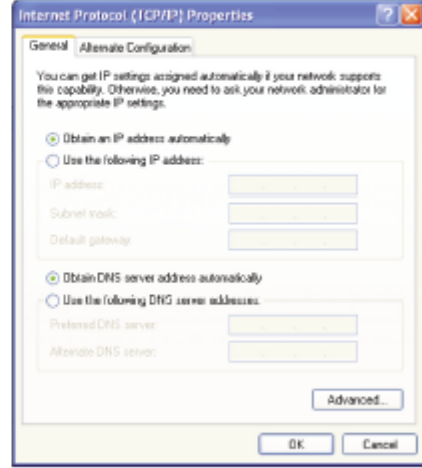 Internet Protocol (TCP/IP) Properties
General
Alternate Configuration
You can get IP settings assigned automatically if your network supports
this capability. Otherwise, you need to ask your network administrator for
the appropriate IP settings.
Obtain an IP address automatically
Use the following IP address:
IP address:
Subnet mask:
Default gateway:
Obtain DNS server address automatically
Use the following DNS server addresses:
Preferred DNS server:
Alternate DNS server:
Advanced...
OK
Cancel